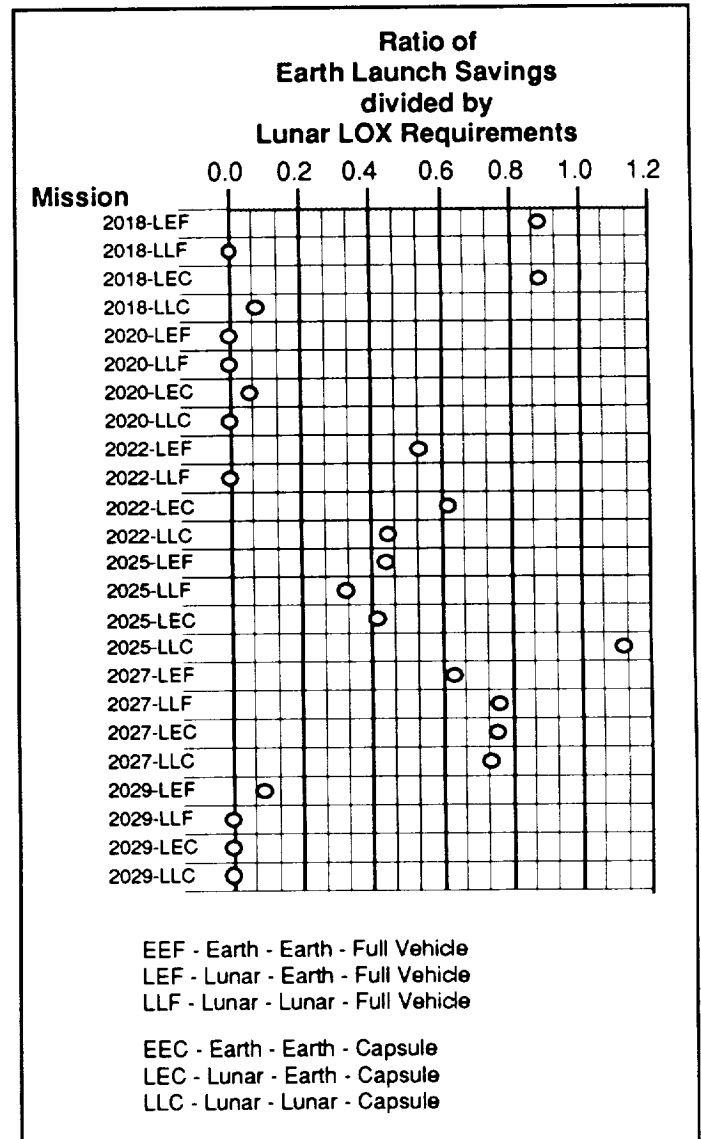 Ratio of
Earth Launch Savings
divided by
Lunar LOX Requirements
0.0 0.2 0.4 0.6 0.8 1.0 1.2
Mission
2018-LEF
2018-LLF
2018-LEC
2018-LLC
2020-LEF
2020-LLF
2020-LEC
2020-LLC
2022-LEF
2022-LLF
2022-LEC
2022-LLC
2025-LEF
2025-LLF
2025-LEC
2025-LLC
2027-LEF
2027-LLF
2027-LEC
2027-LLC
2029-LEF
2029-LLF
2029-LEC
2029-LLC
EEF - Earth - Earth - Full Vehicle
LEF - Lunar - Earth - Full Vehicle
LLF - Lunar - Lunar - Full Vehicle
EEC - Earth - Earth - Capsule
LEC - Lunar - Earth - Capsule
LLC - Lunar - Lunar - Capsule